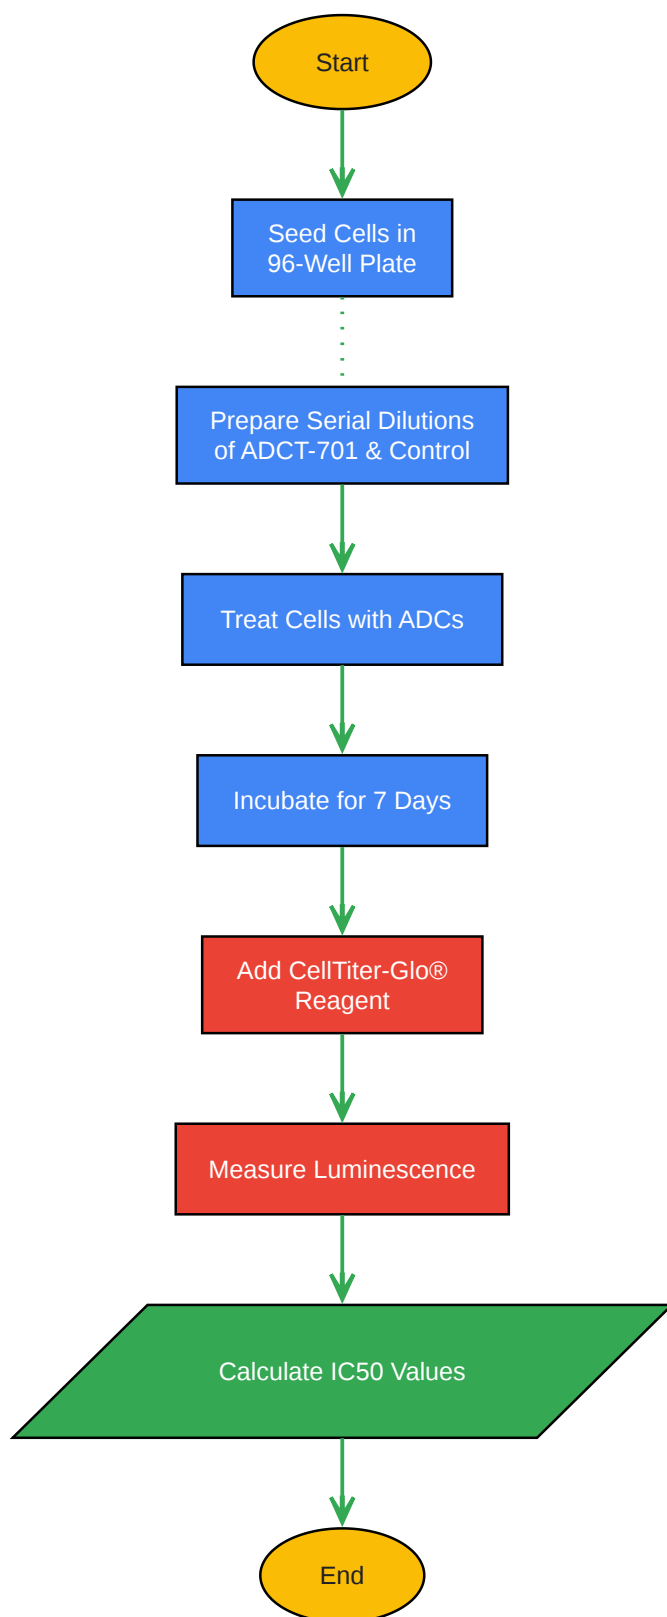 Start
Seed Cells in
96-Well Plate
Prepare Serial Dilutions
of ADCT-701 & Control
Treat Cells with ADCs
Incubate for 7 Days
Add CellTiter-Glo®
Reagent
Measure Luminescence
Calculate IC50 Values
End